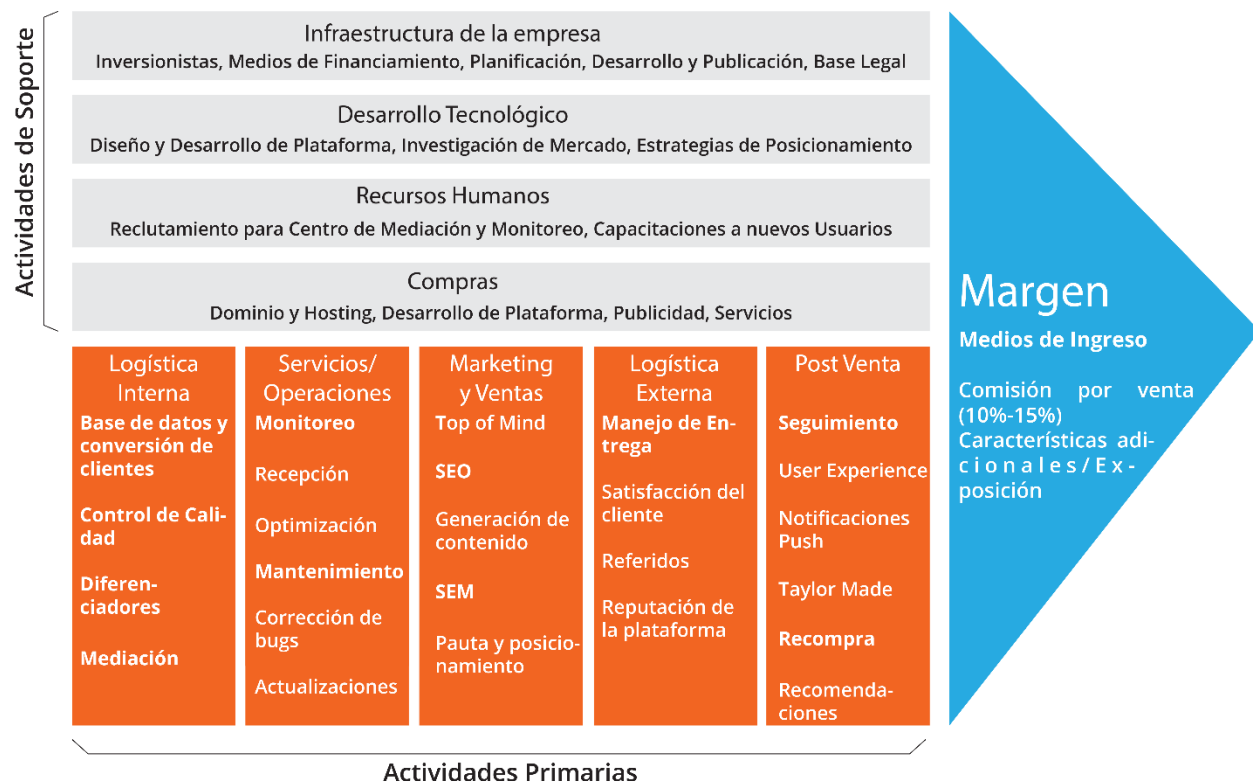 Actividades de Soporte
Infraestructura de la empresa
Inversionistas, Medios de Financiamiento, Planificación, Desarrollo y Publicación, Base Legal
Desarrollo Tecnológico
Diseño y Desarrollo de Plataforma, Investigación de Mercado, Estrategias de Posicionamiento
Recursos Humanos
Reclutamiento para Centro de Mediación y Monitoreo, Capacitaciones a nuevos Usuarios
Compras
Dominio y Hosting, Desarrollo de Plataforma, Publicidad, Servicios
Logística
Interna
Base de datos y
conversión de
clientes
Control de Cali-
dad
Diferen-
ciadores
Mediación
Servicios/
Operaciones
Monitoreo
Recepción
Optimización
Mantenimiento
Corrección de
bugs
Actualizaciones
Marketing
y Ventas
Top of Mind
SEO
Generación de
contenido
SEM
Pauta y posicio-
namiento
Logística
Externa
Manejo de En-
trega
Satisfacción del
cliente
Referidos
Reputación de
la plataforma
Post Venta
Seguimiento
User Experience
Notificaciones
Push
Taylor Made
Recompra
Recomenda-
ciones
Margen
Medios de Ingreso
Comisión por venta
(10%-15%)
Característícas adi-
cionales/Ex-
posición
Actividades Primarias